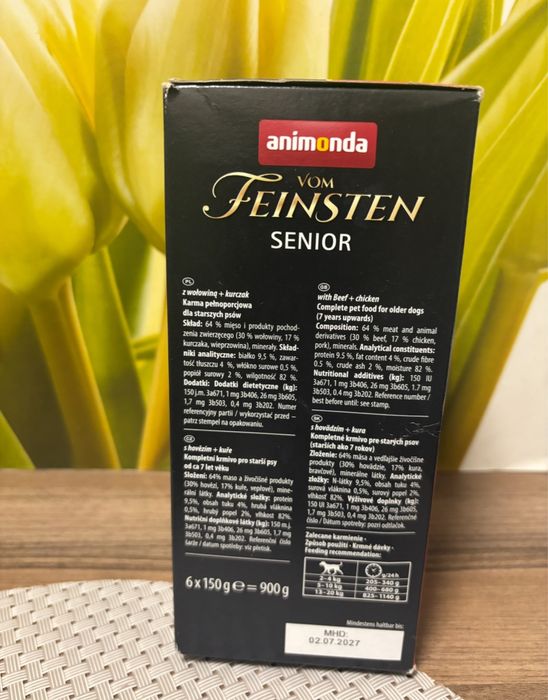 animonda
VOM
FEINSTEN
SENIOR
PL
z wołowiną + kurczak
Karma pełnoporcjowa
dla starszych psów
Skład: 64 % mięso i produkty pochod-
zenia zwierzęcego (30 % wołowiny, 17 %
kurczaka, wieprzowina), minerały. Składniki
niki analityczne: białko 9,5 %, zawar-
tość tłuszczu 4 %, włókno surowe 0,5 %,
popiół surowy 2 %, wilgotność 82 %.
Dodatki: Dodatki dietetyczne (kg):
150 j.m. 3a671, 1 mg 3b406, 26 mg 3b605,
1,7 mg 3b503, 0,4 mg 3b202. Numer
referencyjny partii / wykorzystać przed –
patrz stempel na opakowaniu.
CZ
s hovězím + kuře
Kompletní krmivo pro starší psy
od ca 7 let věku
Složení: 64% maso a živočišné produkty
(30% hovězí, 17% kuře, vepřové), mine-
rální látky. Analytické složky: protein
9,5%, obsah tuku 4%, hrubá vláknina
0,5%, hrubý popel 2%, vlhkost 82%.
Nutriční doplňkové látky (kg): 150 m.j.
3a671, 1 mg 3b406, 26 mg 3b605, 1,7 mg
3b503, 0,4 mg 3b202. Referenční číslo
šarže / datum spotřeby: viz přetisk.
GB
with Beef + chicken
Complete pet food for older dogs
(7 years upwards)
Composition: 64 % meat and animal
derivatives (30 % beef, 17 % chicken,
pork), minerals. Analytical constituents:
protein 9.5 %, fat content 4 %, crude fibre
0.5 %, crude ash 2 %, moisture 82 %.
Nutritional additives (kg): 150 IU
3a671, 1 mg 3b406, 26 mg 3b605, 1.7 mg
3b503, 0.4 mg 3b202. Reference number /
best before until: see stamp.
SK
s hovädzím + kura
Kompletné krmivo pre starých psov
(starších ako 7 rokov)
Zloženie: 64% mäsa a vedľajšie živočíšne
produkty (30% hovädzie, 17% kura,
bravčové), minerálne látky. Analytické
zložky: N-látky 9,5%, obsah tuku 4%,
surová vláknina 0,5%, surový popel 2%,
vlhkosť 82%. Výživové doplnky (kg):
150 IU 3a671, 1 mg 3b406, 26 mg 3b605,
1,7 mg 3b503, 0,4 mg 3b202. Referenčné
číslo / Dátum spotreby: pozri odtlačok.
Zalecane karmienie -
Způsob použití - Krmné dávky -
Feeding recommendation:
g/24 h
2-4 kg 205-340 g
5-10 kg 400-680 g
13-20 kg 825-1140 g
6 x 150 g e = 900 g
Mindestens haltbar bis:
MHD:
02.07.2027